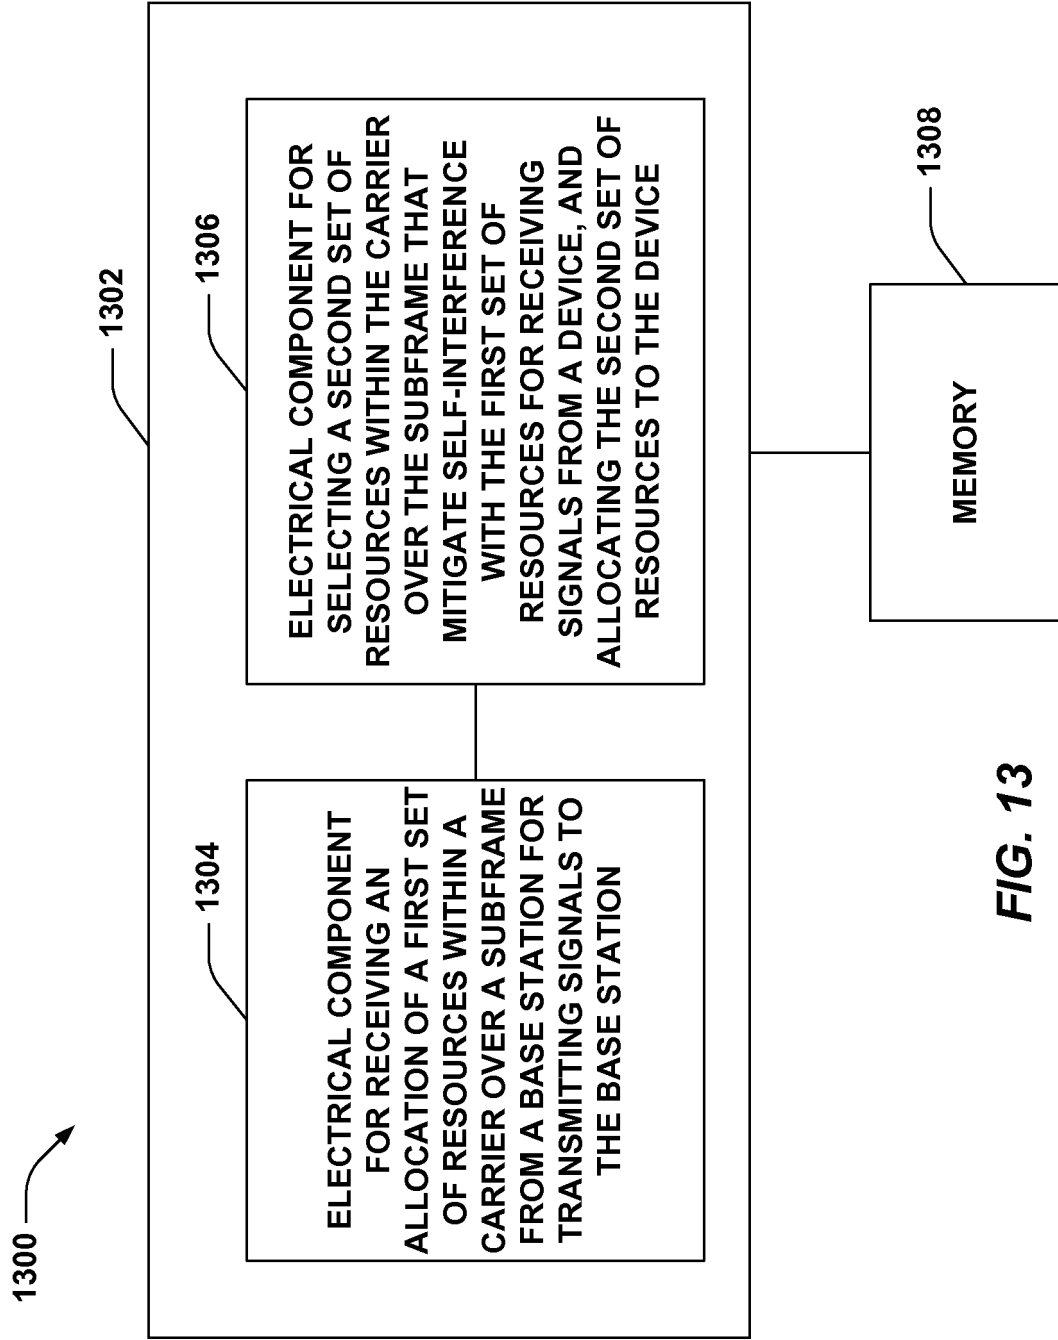 1300
1302
1304
ELECTRICAL COMPONENT
FOR RECEIVING AN
ALLOCATION OF A FIRST SET
OF RESOURCES WITHIN A
CARRIER OVER A SUBFRAME
FROM A BASE STATION FOR
TRANSMITTING SIGNALS TO
THE BASE STATION
1306
ELECTRICAL COMPONENT FOR
SELECTING A SECOND SET OF
RESOURCES WITHIN THE CARRIER
OVER THE SUBFRAME THAT
MITIGATE SELF-INTERFERENCE
WITH THE FIRST SET OF
RESOURCES FOR RECEIVING
SIGNALS FROM A DEVICE, AND
ALLOCATING THE SECOND SET OF
RESOURCES TO THE DEVICE
1308
MEMORY
FIG. 13